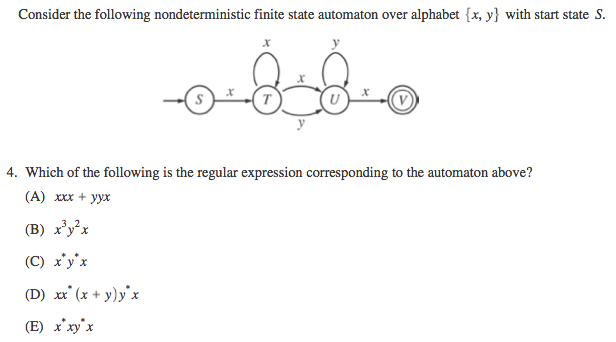 Consider the following nondeterministic finite state automaton over alphabet {x, y} with start state S.
x y
x
S x T U x V
y
4. Which of the following is the regular expression corresponding to the automaton above?
(A) xxx + yyx
(B) x³y²x
(C) x*y*x
(D) xx*(x + y)y*x
(E) x*xy*x